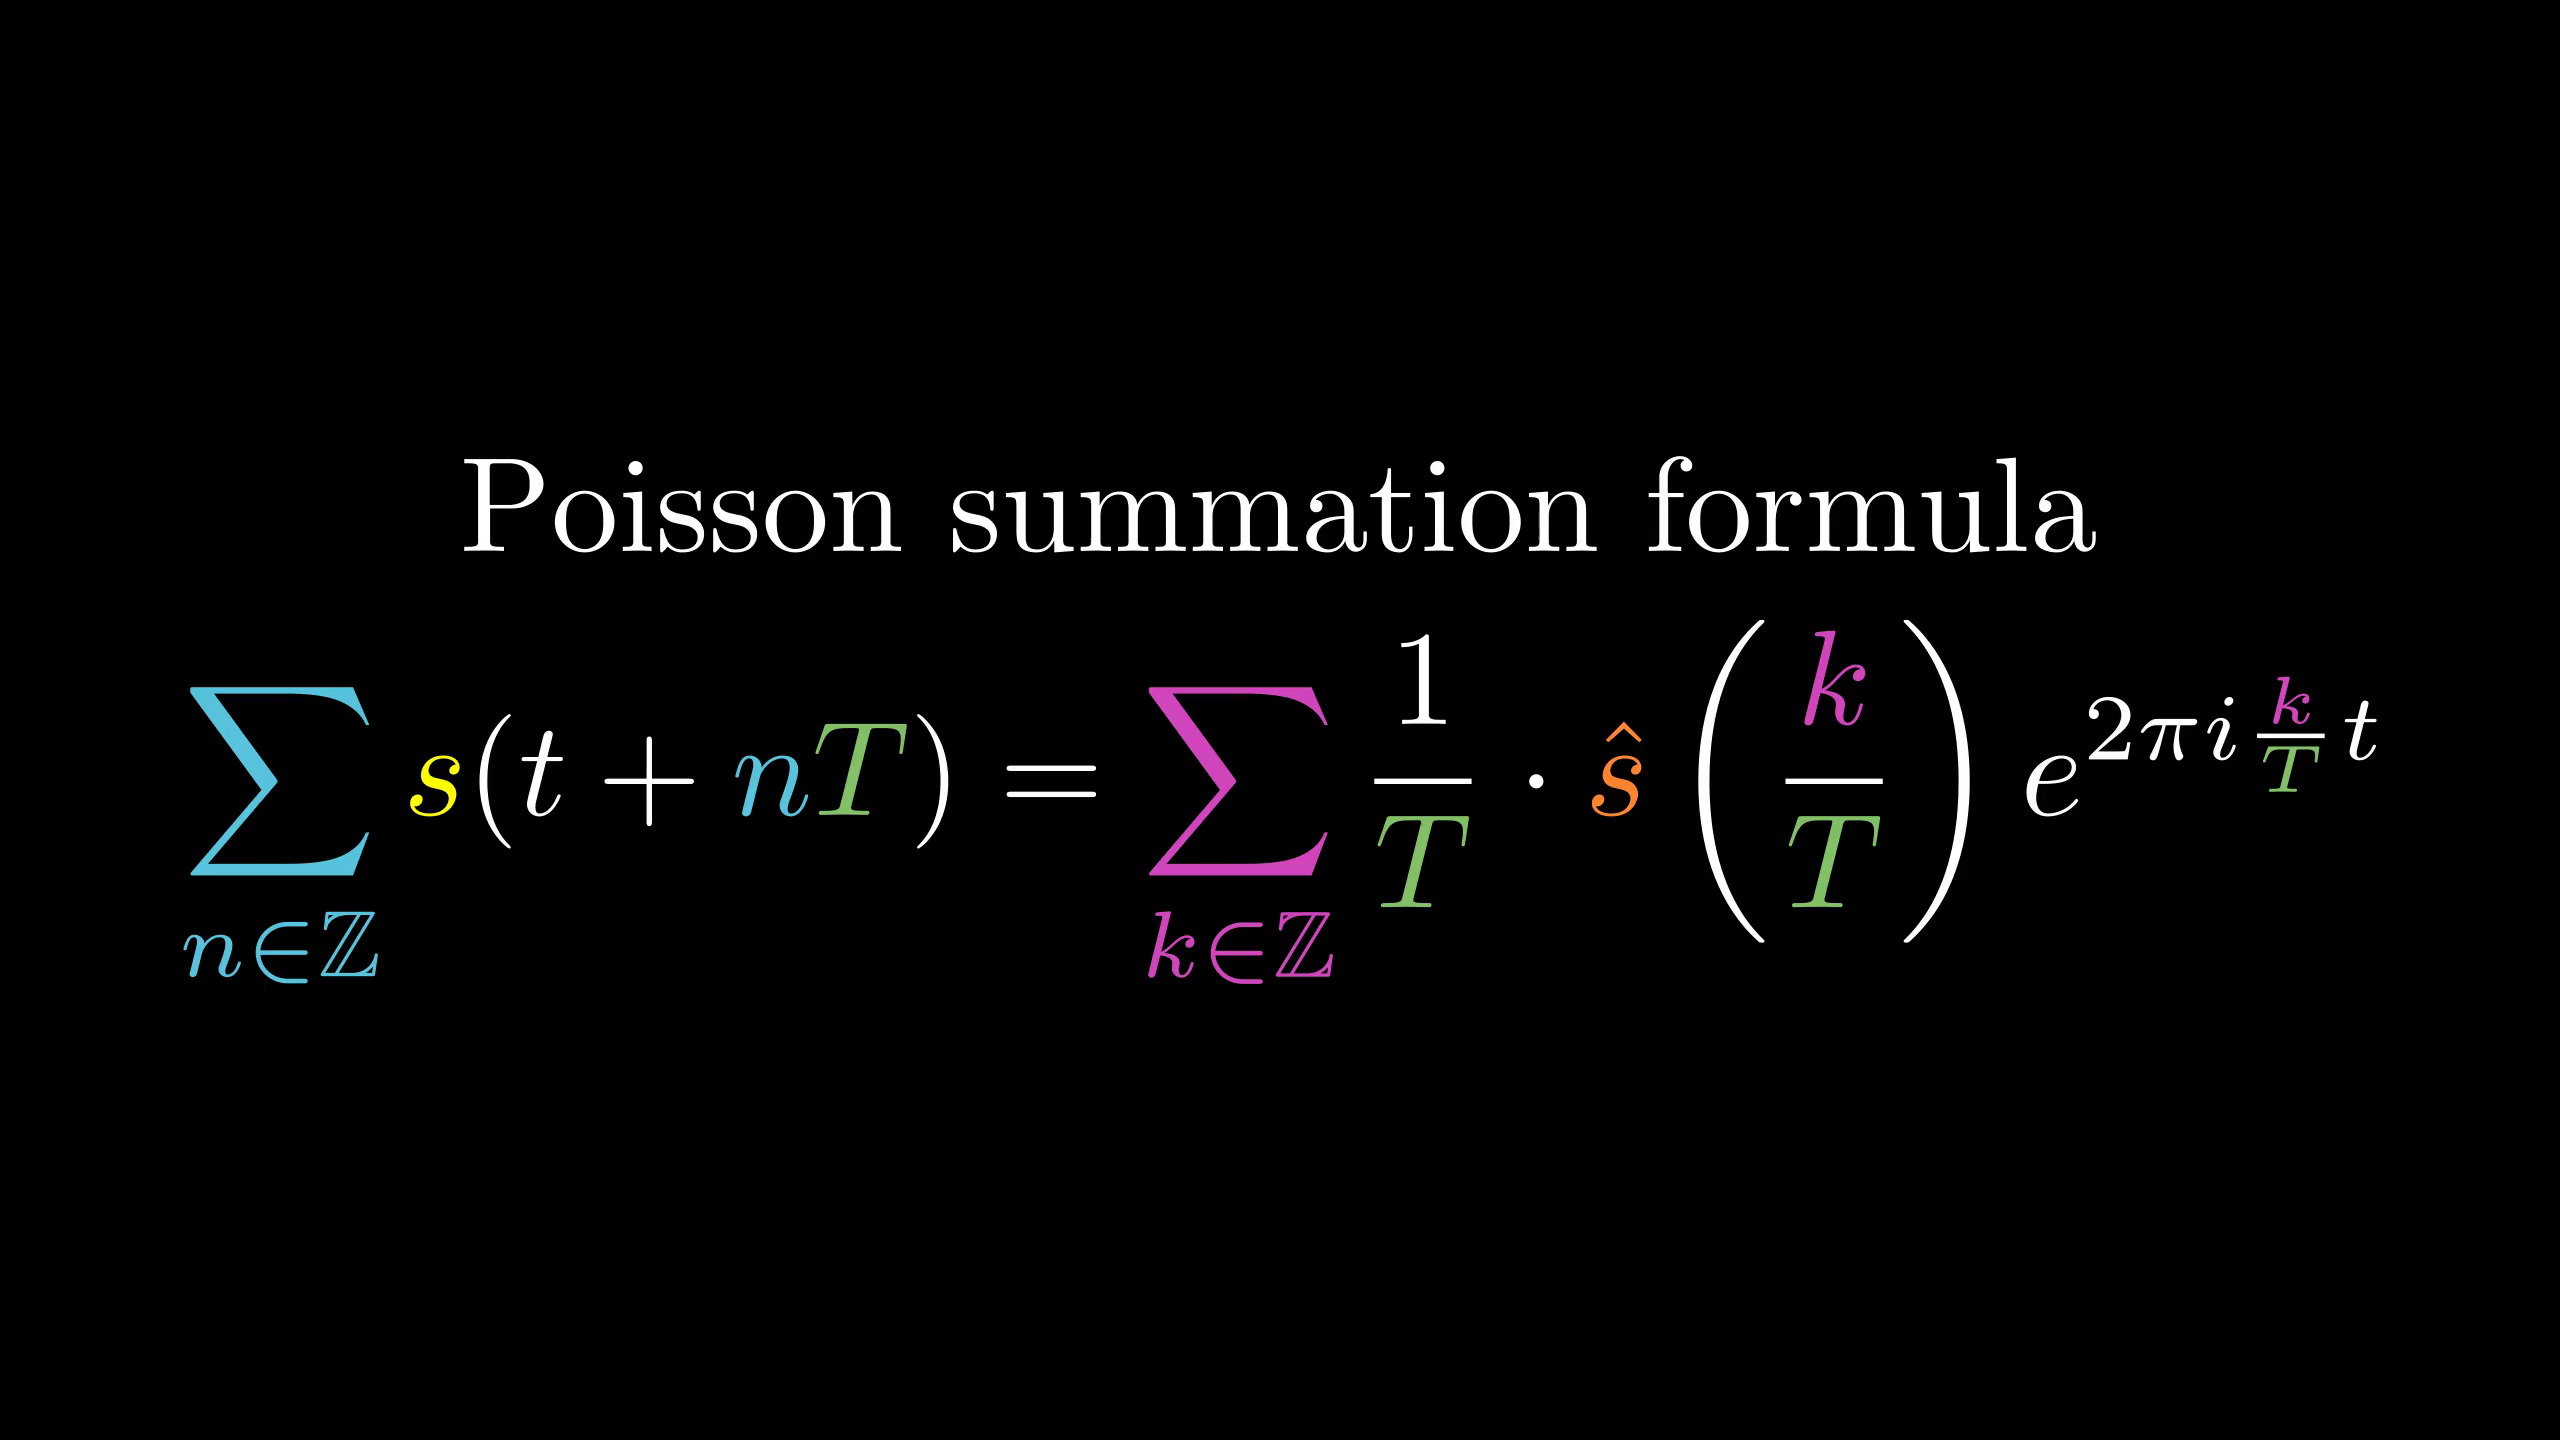 Poisson summation formula
\sum_{n \in \mathbb{Z}} s(t + nT) = \sum_{k \in \mathbb{Z}} \frac{1}{T} \cdot \hat{s}\left(\frac{k}{T}\right) e^{2\pi i \frac{k}{T} t}